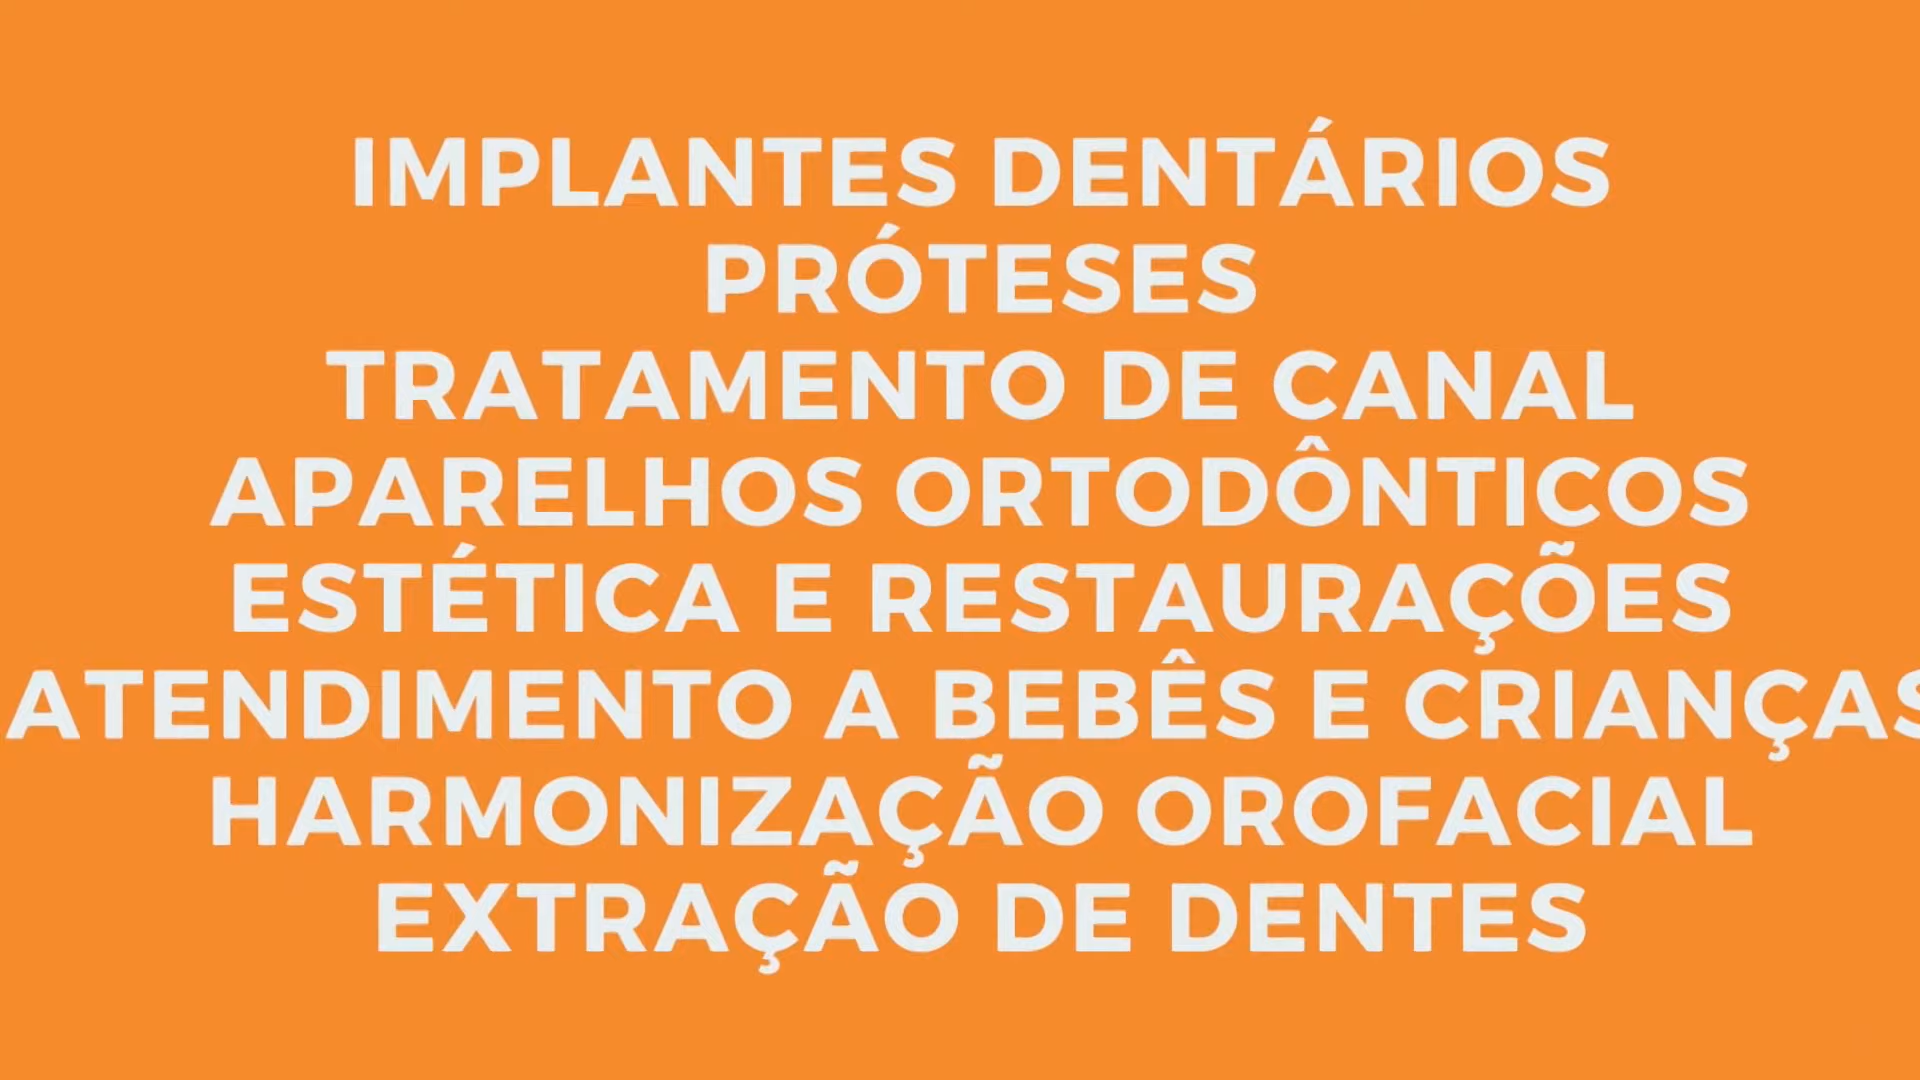 IMPLANTES DENTÁRIOS
PRÓTESES
TRATAMENTO DE CANAL
APARELHOS ORTODÔNTICOS
ESTÉTICA E RESTAURAÇÕES
ATENDIMENTO A BEBÊS E CRIANÇAS
HARMONIZAÇÃO OROFACIAL
EXTRAÇÃO DE DENTES